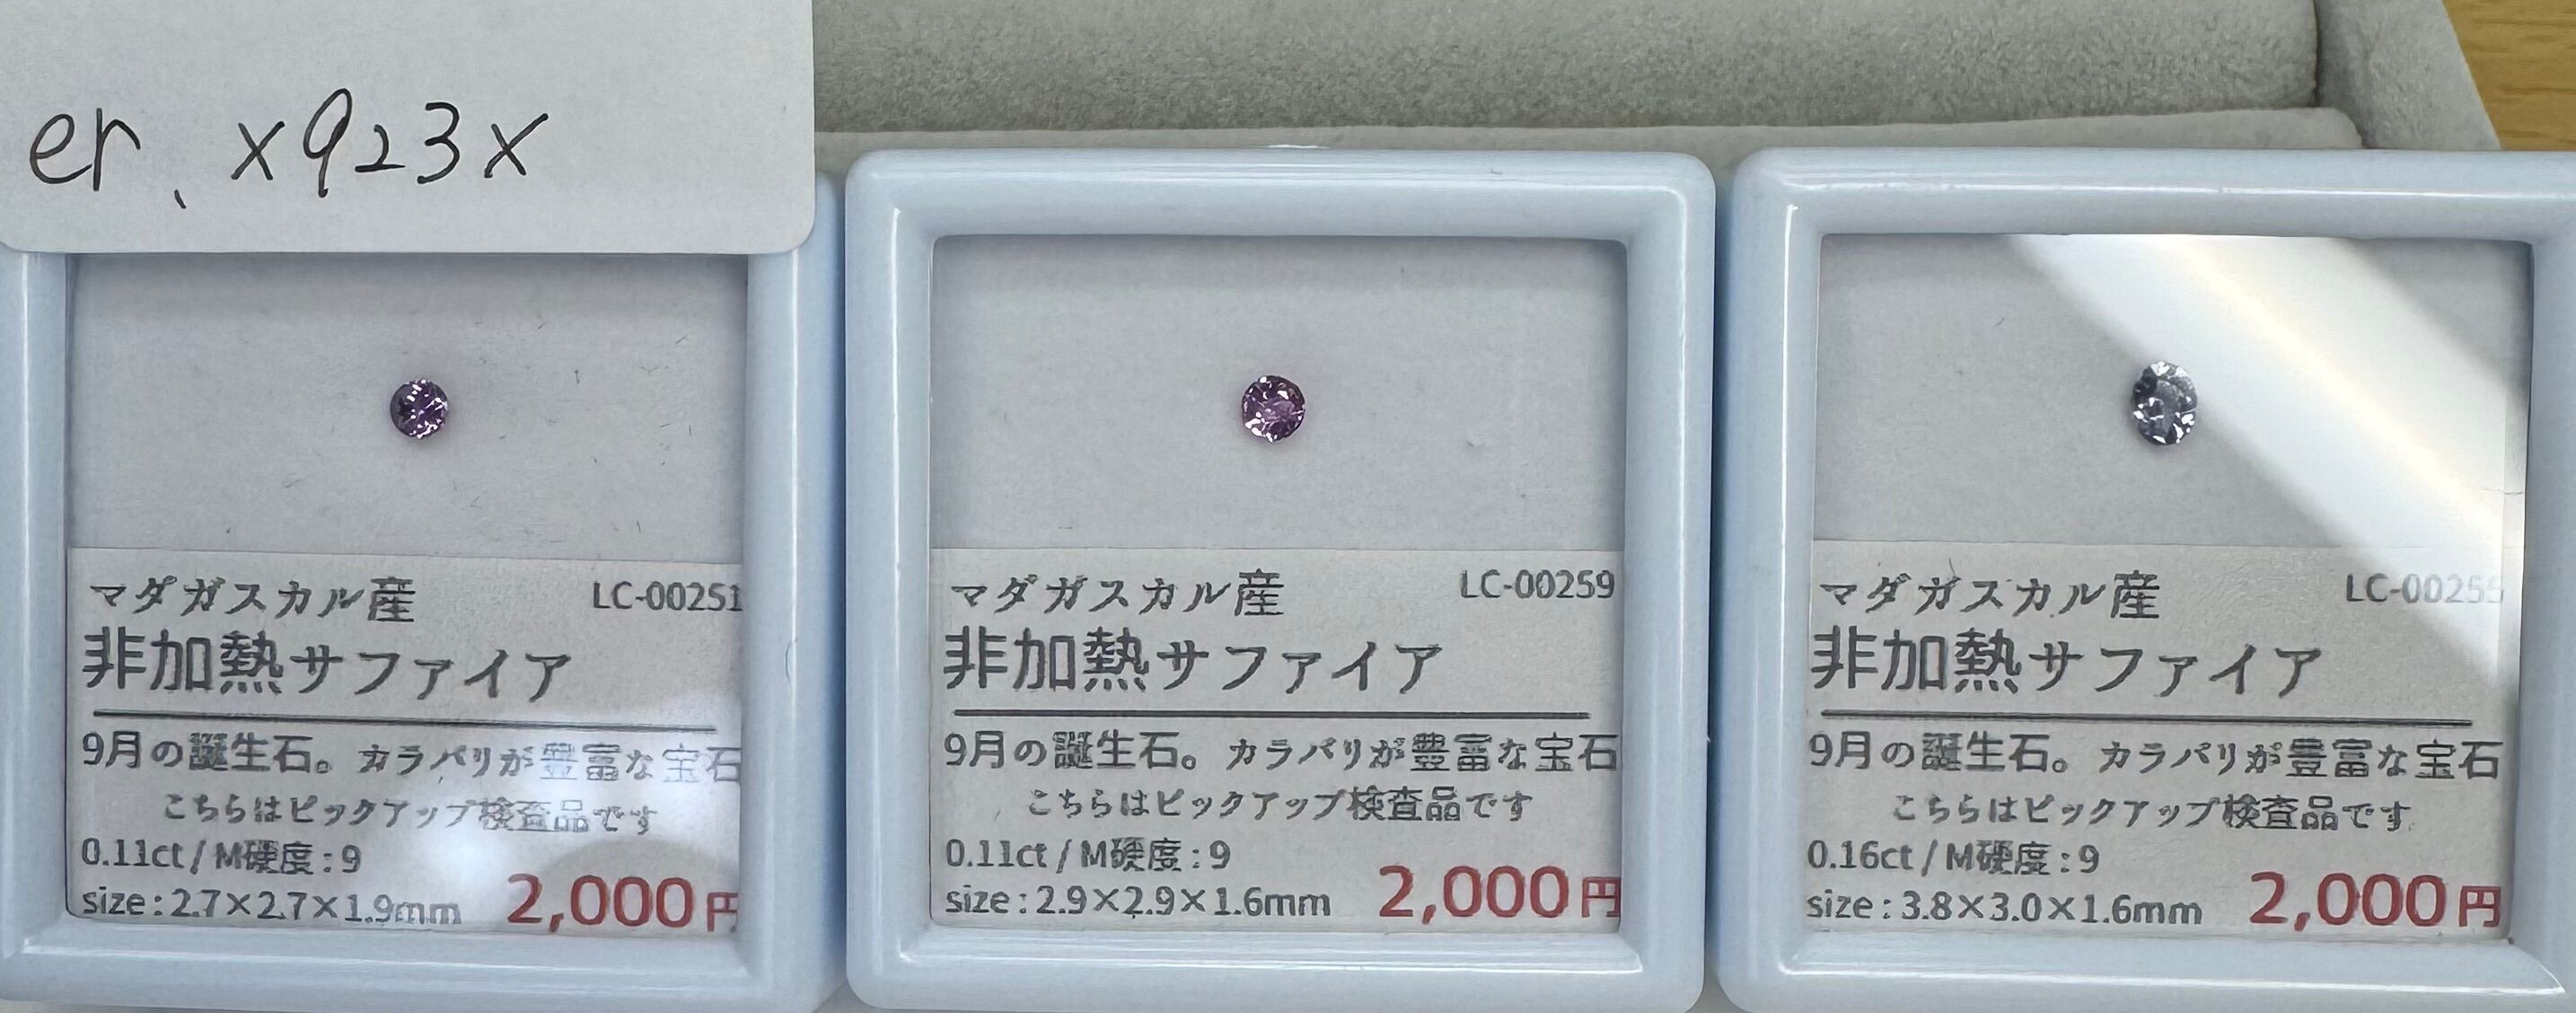 er、x923x
マダガスカル産 LC-00251
非加熱サファイア
9月の誕生石。カラバリが豊富な宝石
こちらはピックアップ検査品です
0.11ct / M硬度 : 9
size : 2.7×2.7×1.9mm 2,000円
マダガスカル産 LC-00259
非加熱サファイア
9月の誕生石。カラバリが豊富な宝石
こちらはピックアップ検査品です
0.11ct / M硬度 : 9
size : 2.9×2.9×1.6mm 2,000円
マダガスカル産
非加熱サファイア
9月の誕生石。カラバリが豊富な宝石
こちらはピックアップ検査品です
0.16ct / M硬度 : 9
size : 3.8×3.0×1.6mm 2,000円